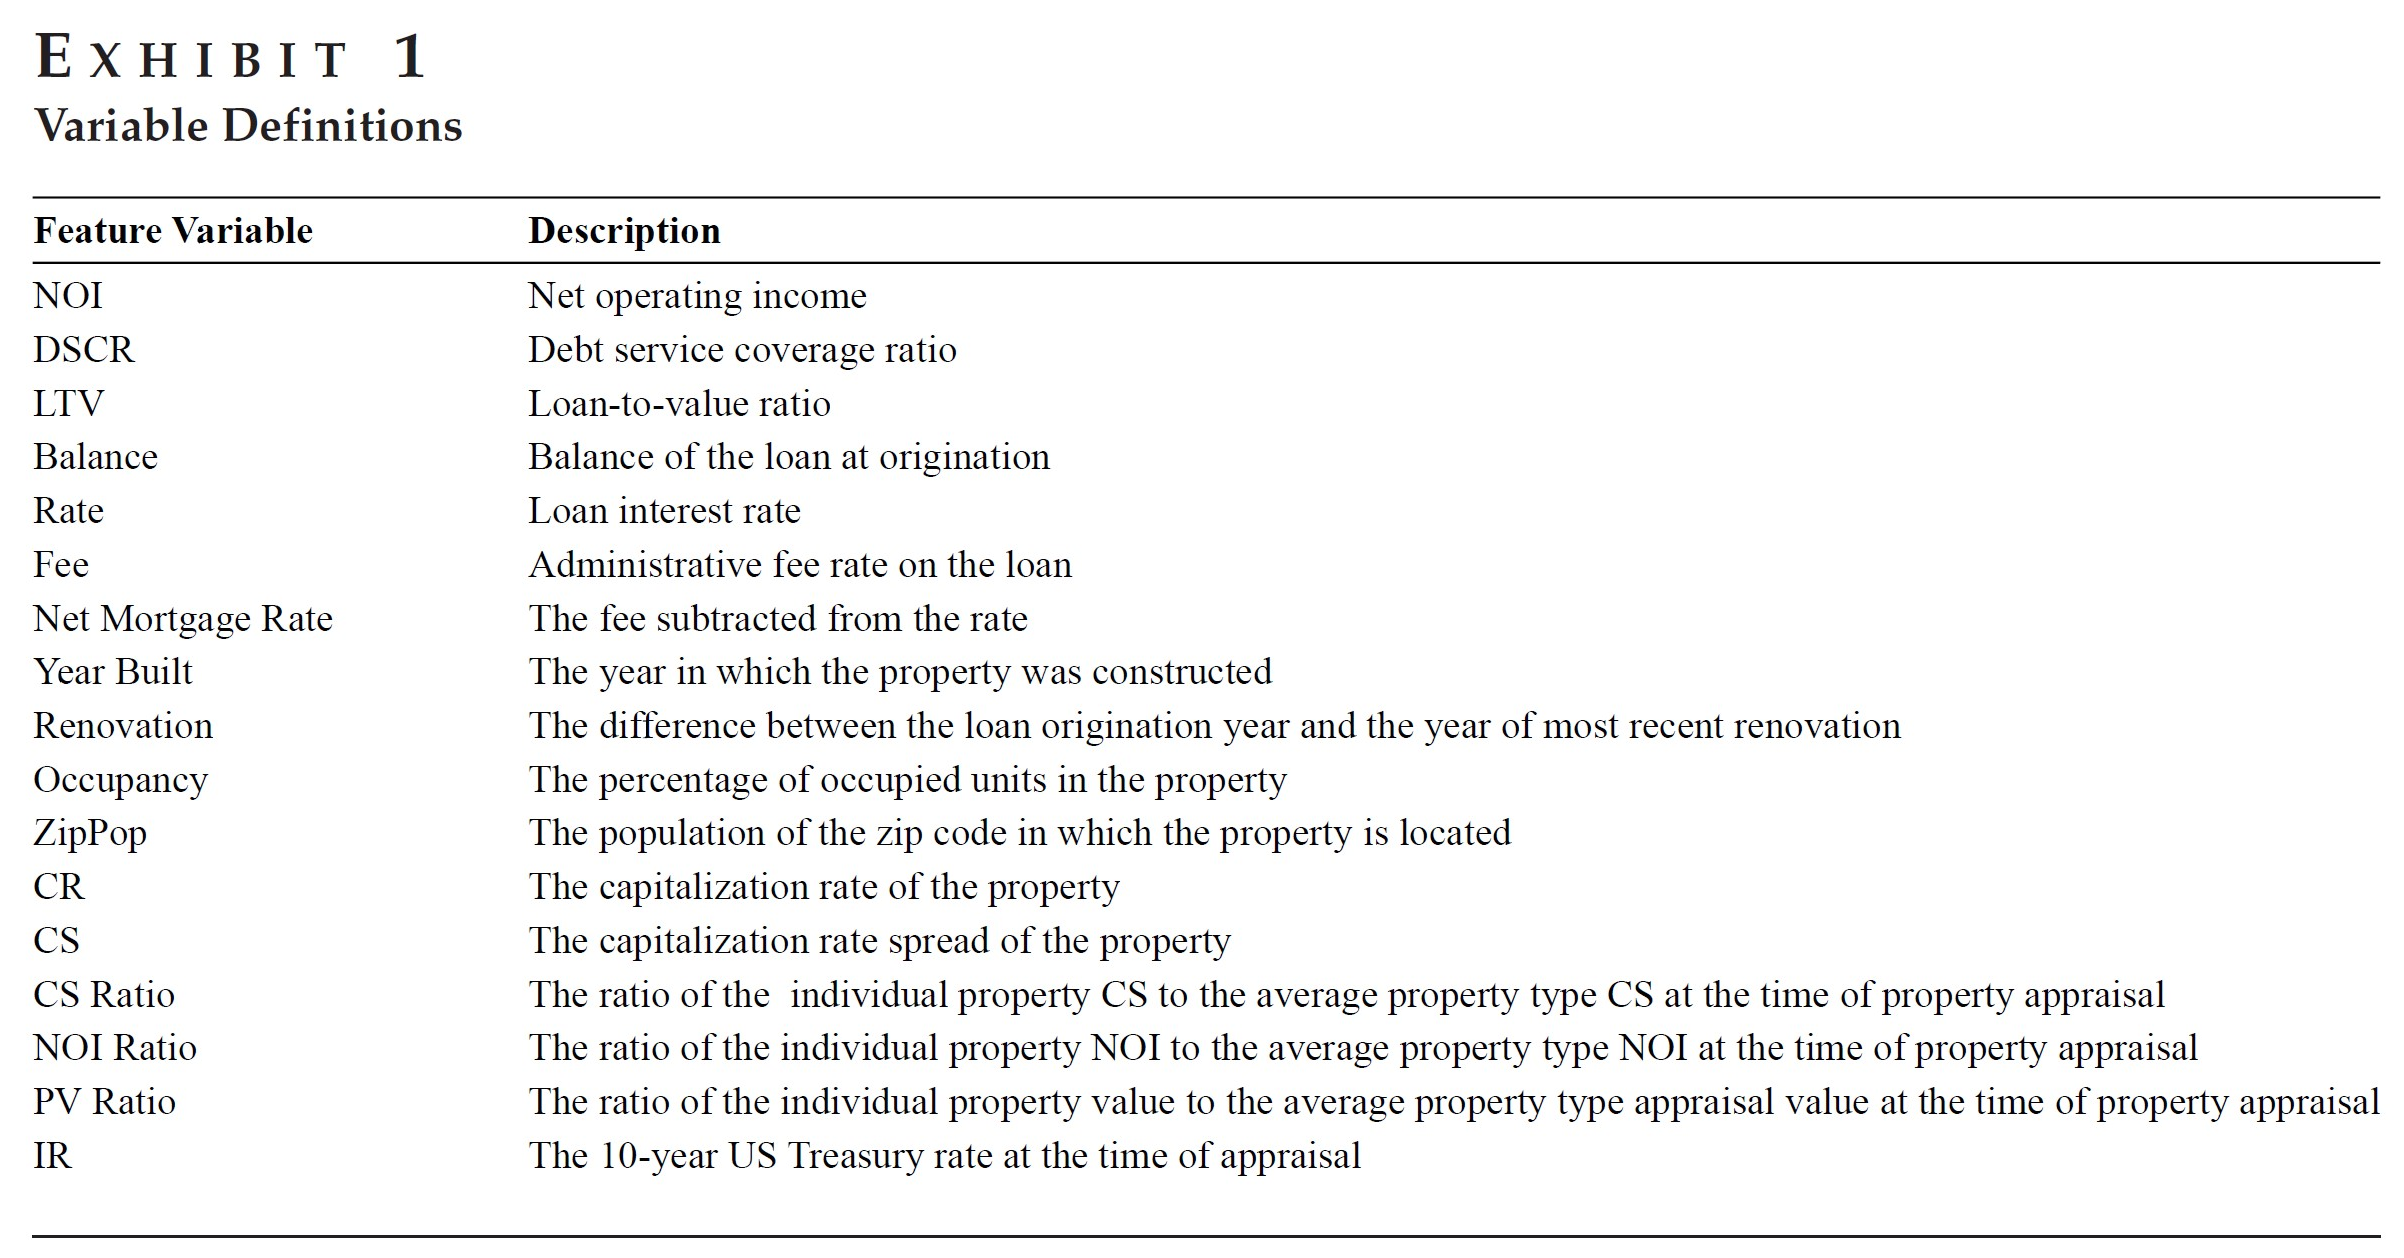 EXHIBIT 1
Variable Definitions
Feature Variable Description
NOI Net operating income
DSCR Debt service coverage ratio
LTV Loan-to-value ratio
Balance Balance of the loan at origination
Rate Loan interest rate
Fee Administrative fee rate on the loan
Net Mortgage Rate The fee subtracted from the rate
Year Built The year in which the property was constructed
Renovation The difference between the loan origination year and the year of most recent renovation
Occupancy The percentage of occupied units in the property
ZipPop The population of the zip code in which the property is located
CR The capitalization rate of the property
CS The capitalization rate spread of the property
CS Ratio The ratio of the individual property CS to the average property type CS at the time of property appraisal
NOI Ratio The ratio of the individual property NOI to the average property type NOI at the time of property appraisal
PV Ratio The ratio of the individual property value to the average property type appraisal value at the time of property appraisal
IR The 10-year US Treasury rate at the time of appraisal